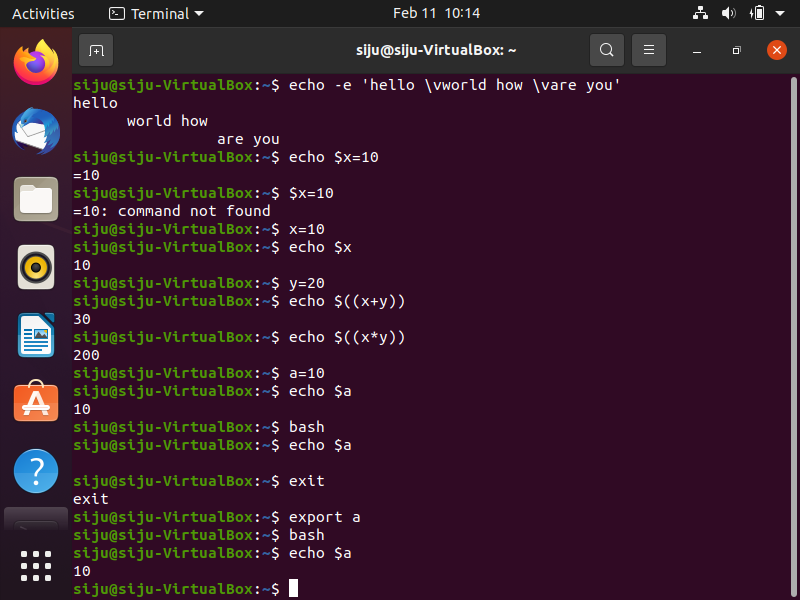 Activities Terminal Feb 11 10:14
siju@siju-VirtualBox: ~
siju@siju-VirtualBox:~$ echo -e 'hello \vworld how \vare you'
hello
      world how
                are you
siju@siju-VirtualBox:~$ echo $x=10
=10
siju@siju-VirtualBox:~$ $x=10
=10: command not found
siju@siju-VirtualBox:~$ x=10
siju@siju-VirtualBox:~$ echo $x
10
siju@siju-VirtualBox:~$ y=20
siju@siju-VirtualBox:~$ echo $((x+y))
30
siju@siju-VirtualBox:~$ echo $((x*y))
200
siju@siju-VirtualBox:~$ a=10
siju@siju-VirtualBox:~$ echo $a
10
siju@siju-VirtualBox:~$ bash
siju@siju-VirtualBox:~$ echo $a

siju@siju-VirtualBox:~$ exit
exit
siju@siju-VirtualBox:~$ export a
siju@siju-VirtualBox:~$ bash
siju@siju-VirtualBox:~$ echo $a
10
siju@siju-VirtualBox:~$